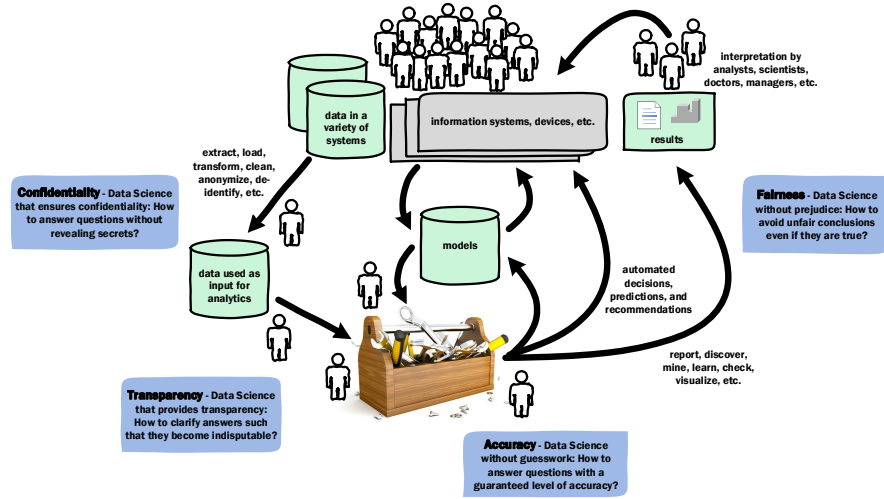 interpretation by
analysts, scientists,
doctors, managers, etc.
data in a
variety of
systems
information systems, devices, etc.
results
extract, load,
transform, clean,
anonymize, de-
identify, etc.
Confidentiality - Data Science
that ensures confidentiality: How
to answer questions without
revealing secrets?
Fairness - Data Science
without prejudice: How to
avoid unfair conclusions
even if they are true?
models
data used as
input for
analytics
automated
decisions,
predictions, and
recommendations
report, discover,
mine, learn, check,
visualize, etc.
Transparency - Data Science
that provides transparency:
How to clarify answers such
that they become indisputable?
Accuracy - Data Science
without guesswork: How to
answer questions with a
guaranteed level of accuracy?